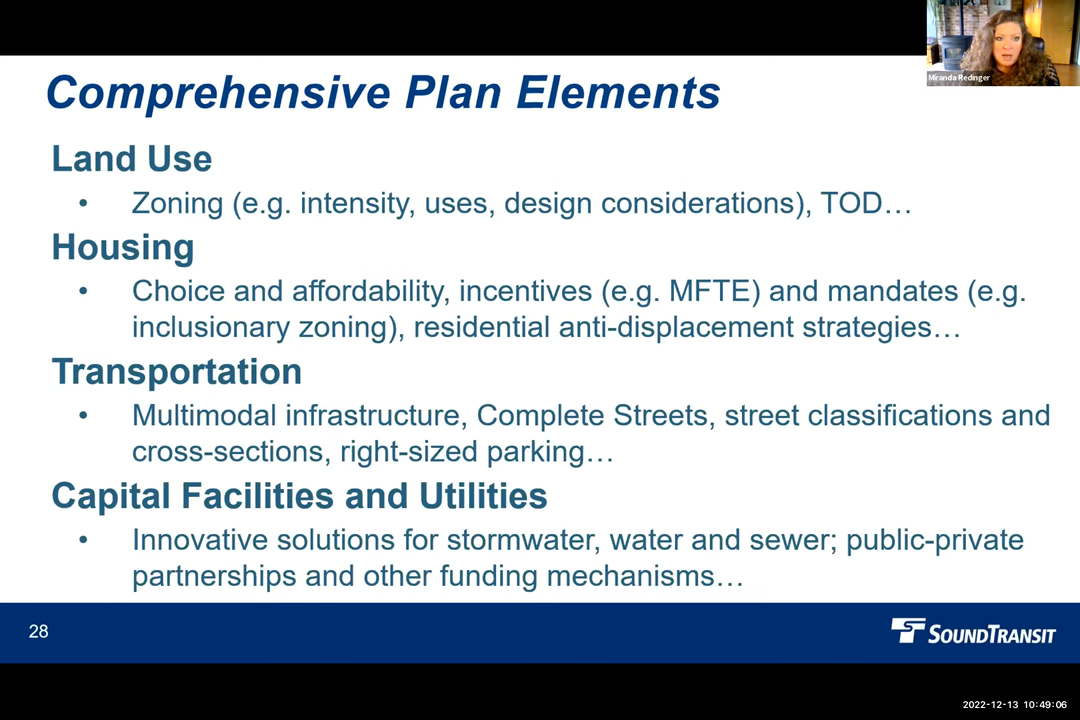 Miranda Redinger
Comprehensive Plan Elements
Land Use
• Zoning (e.g. intensity, uses, design considerations), TOD…
Housing
• Choice and affordability, incentives (e.g. MFTE) and mandates (e.g.
inclusionary zoning), residential anti-displacement strategies…
Transportation
• Multimodal infrastructure, Complete Streets, street classifications and
cross-sections, right-sized parking…
Capital Facilities and Utilities
• Innovative solutions for stormwater, water and sewer; public-private
partnerships and other funding mechanisms…
28
SOUNDTRANSIT
2022-12-13 10:49:06